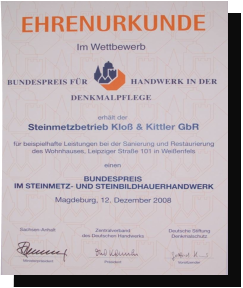 EHRENURKUNDE
Im Wettbewerb
BUNDESPREIS FÜR HANDWERK IN DER
DENKMALPFLEGE
erhält der
Steinmetzbetrieb Kloß & Kittler GbR
für beispielhafte Leistungen bei der Sanierung und Restaurierung
des Wohnhauses, Leipziger Straße 101 in Weißenfels
einen
BUNDESPREIS
IM STEINMETZ- UND STEINBILDHAUERHANDWERK
Magdeburg, 12. Dezember 2008
Sachsen-Anhalt Zentralverband Deutsche Stiftung
des Deutschen Handwerks Denkmalschutz
Ministerpräsident Präsident